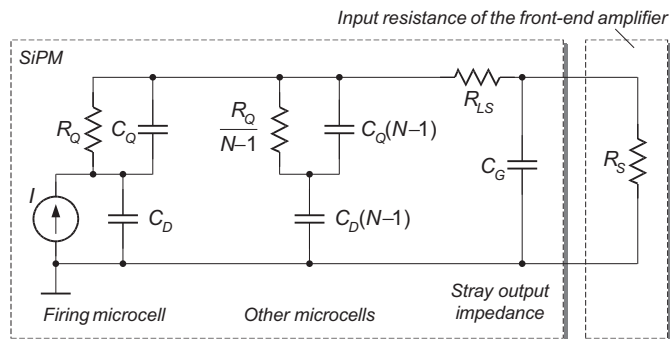 Input resistance of the front-end amplifier
SiPM
R_Q
C_Q
R_Q
N–1
C_Q(N–1)
R_LS
C_G
R_S
I
C_D
C_D(N–1)
Firing microcell
Other microcells
Stray output
impedance